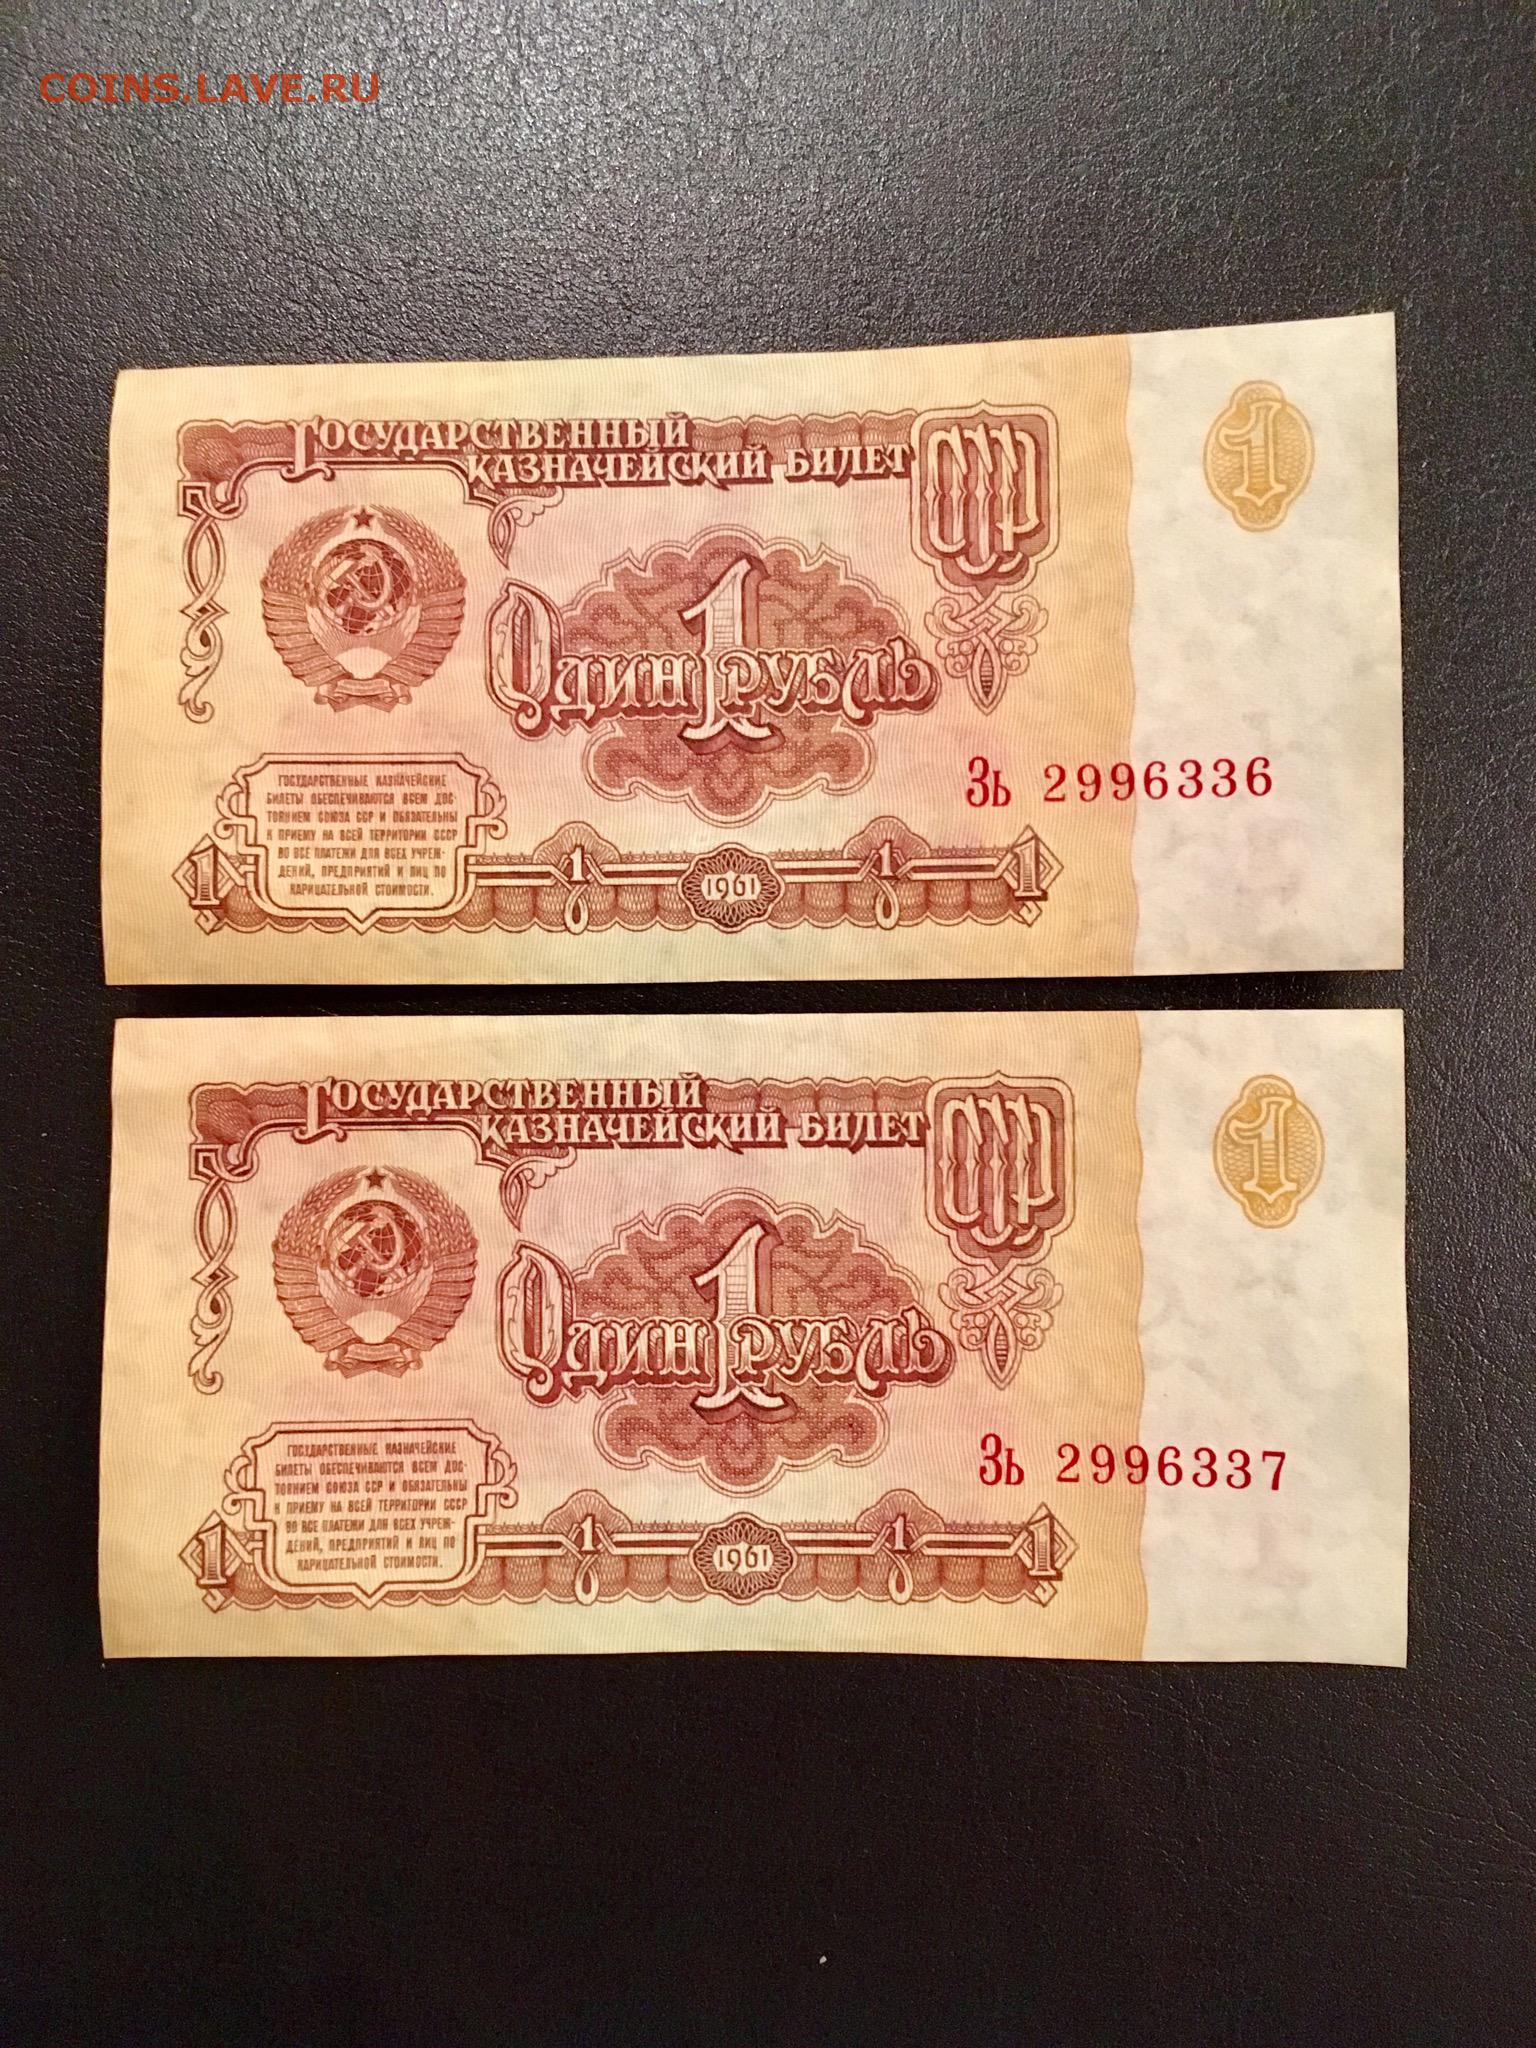 COINS.LAVE.RU
ГОСУДАРСТВЕННЫЙ
КАЗНАЧЕЙСКИЙ БИЛЕТ
СССР
1
ОДИН 1 РУБЛЬ
Зь 2996336
ГОСУДАРСТВЕННЫЕ КАЗНАЧЕЙСКИЕ
БИЛЕТЫ ОБЕСПЕЧИВАЮТСЯ ВСЕМ ДОС-
ТОЯНИЕМ СОЮЗА ССР И ОБЯЗАТЕЛЬНЫ
К ПРИЕМУ НА ВСЕЙ ТЕРРИТОРИИ СССР
ВО ВСЕ ПЛАТЕЖИ ДЛЯ ВСЕХ УЧРЕЖ-
ДЕНИЙ, ПРЕДПРИЯТИЙ И ЛИЦ ПО
НАРИЦАТЕЛЬНОЙ СТОИМОСТИ.
1 1 1961 1 1
ГОСУДАРСТВЕННЫЙ
КАЗНАЧЕЙСКИЙ БИЛЕТ
СССР
1
ОДИН 1 РУБЛЬ
Зь 2996337
ГОСУДАРСТВЕННЫЕ КАЗНАЧЕЙСКИЕ
БИЛЕТЫ ОБЕСПЕЧИВАЮТСЯ ВСЕМ ДОС-
ТОЯНИЕМ СОЮЗА ССР И ОБЯЗАТЕЛЬНЫ
К ПРИЕМУ НА ВСЕЙ ТЕРРИТОРИИ СССР
ВО ВСЕ ПЛАТЕЖИ ДЛЯ ВСЕХ УЧРЕЖ-
ДЕНИЙ, ПРЕДПРИЯТИЙ И ЛИЦ ПО
НАРИЦАТЕЛЬНОЙ СТОИМОСТИ.
1 1 1961 1 1